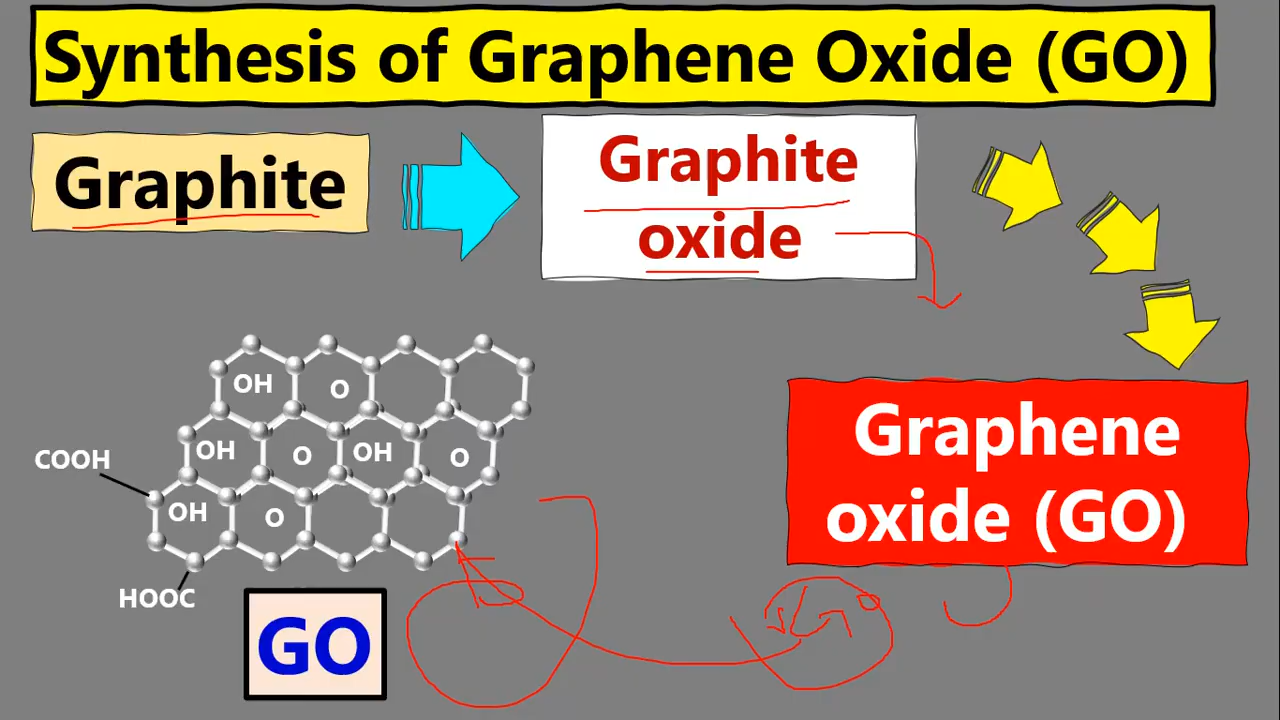 Synthesis of Graphene Oxide (GO)
Graphite
Graphite
oxide
Graphene
oxide (GO)
OH
O
OH
O
OH
O
COOH
OH
O
HOOC
GO